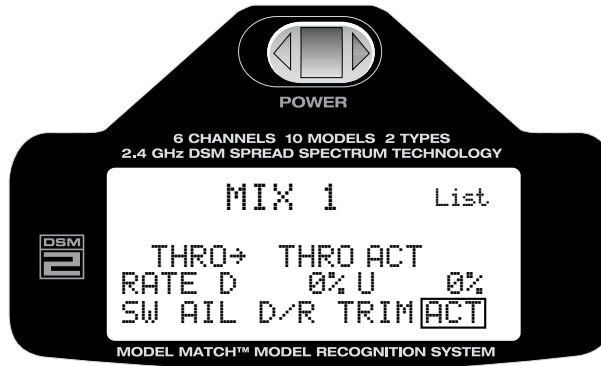 POWER
6 CHANNELS 10 MODELS 2 TYPES
2.4 GHz DSM SPREAD SPECTRUM TECHNOLOGY
MIX 1 List
DSM
2
THRO→ THRO ACT
RATE D 0% U 0%
SW AIL D/R TRIM ACT
MODEL MATCH™ MODEL RECOGNITION SYSTEM